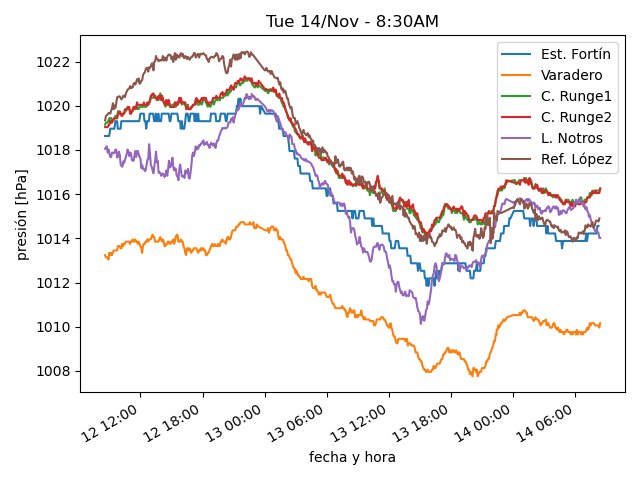 Tue 14/Nov - 8:30AM
1022
1020
1018
1016
1014
1012
1010
1008
presión [hPa]
Est. Fortín
Varadero
C. Runge1
C. Runge2
L. Notros
Ref. López
12 12:00
12 18:00
13 00:00
13 06:00
13 12:00
13 18:00
14 00:00
14 06:00
fecha y hora